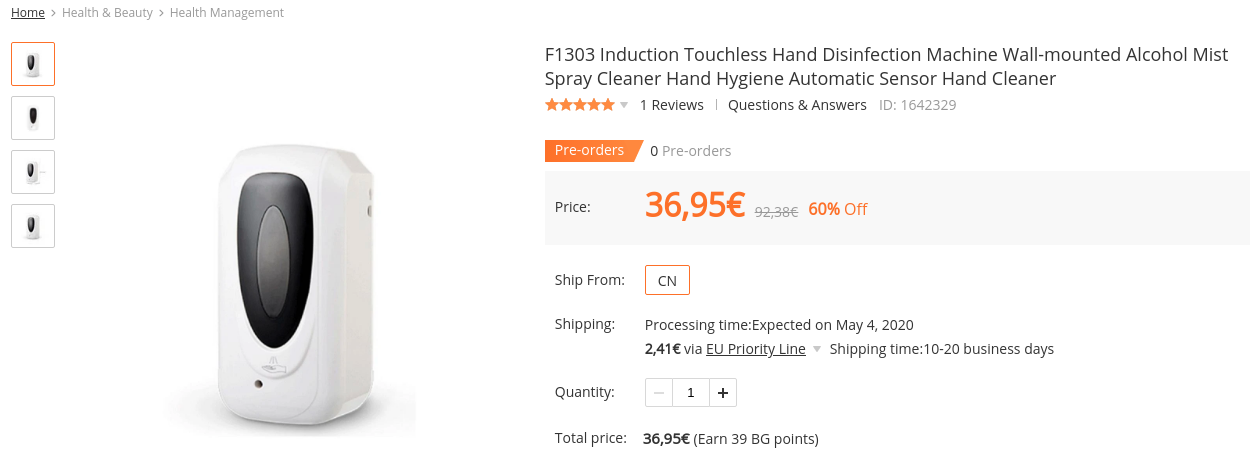 Home > Health & Beauty > Health Management
F1303 Induction Touchless Hand Disinfection Machine Wall-mounted Alcohol Mist
Spray Cleaner Hand Hygiene Automatic Sensor Hand Cleaner
1 Reviews | Questions & Answers ID: 1642329
Pre-orders 0 Pre-orders
Price: 36,95€ 92,38€ 60% Off
Ship From: CN
Shipping: Processing time:Expected on May 4, 2020
2,41€ via EU Priority Line Shipping time:10-20 business days
Quantity: − 1 +
Total price: 36,95€ (Earn 39 BG points)